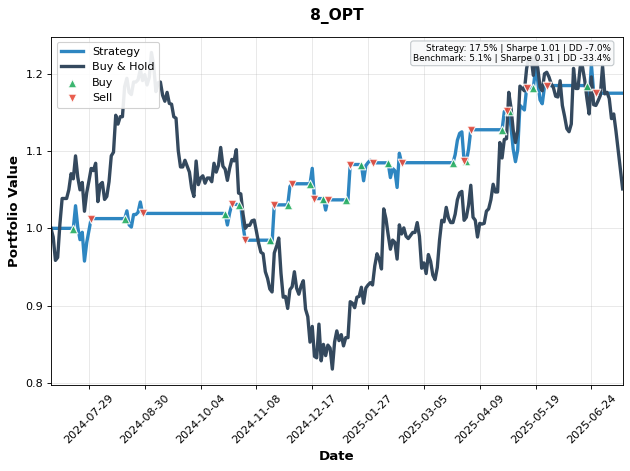 8_OPT
Strategy
Buy & Hold
Buy
Sell
Strategy: 17.5% | Sharpe 1.01 | DD -7.0%
Benchmark: 5.1% | Sharpe 0.31 | DD -33.4%
Portfolio Value
1.2
1.1
1.0
0.9
0.8
2024-07-29
2024-08-30
2024-10-04
2024-11-08
2024-12-17
2025-01-27
2025-03-05
2025-04-09
2025-05-19
2025-06-24
Date